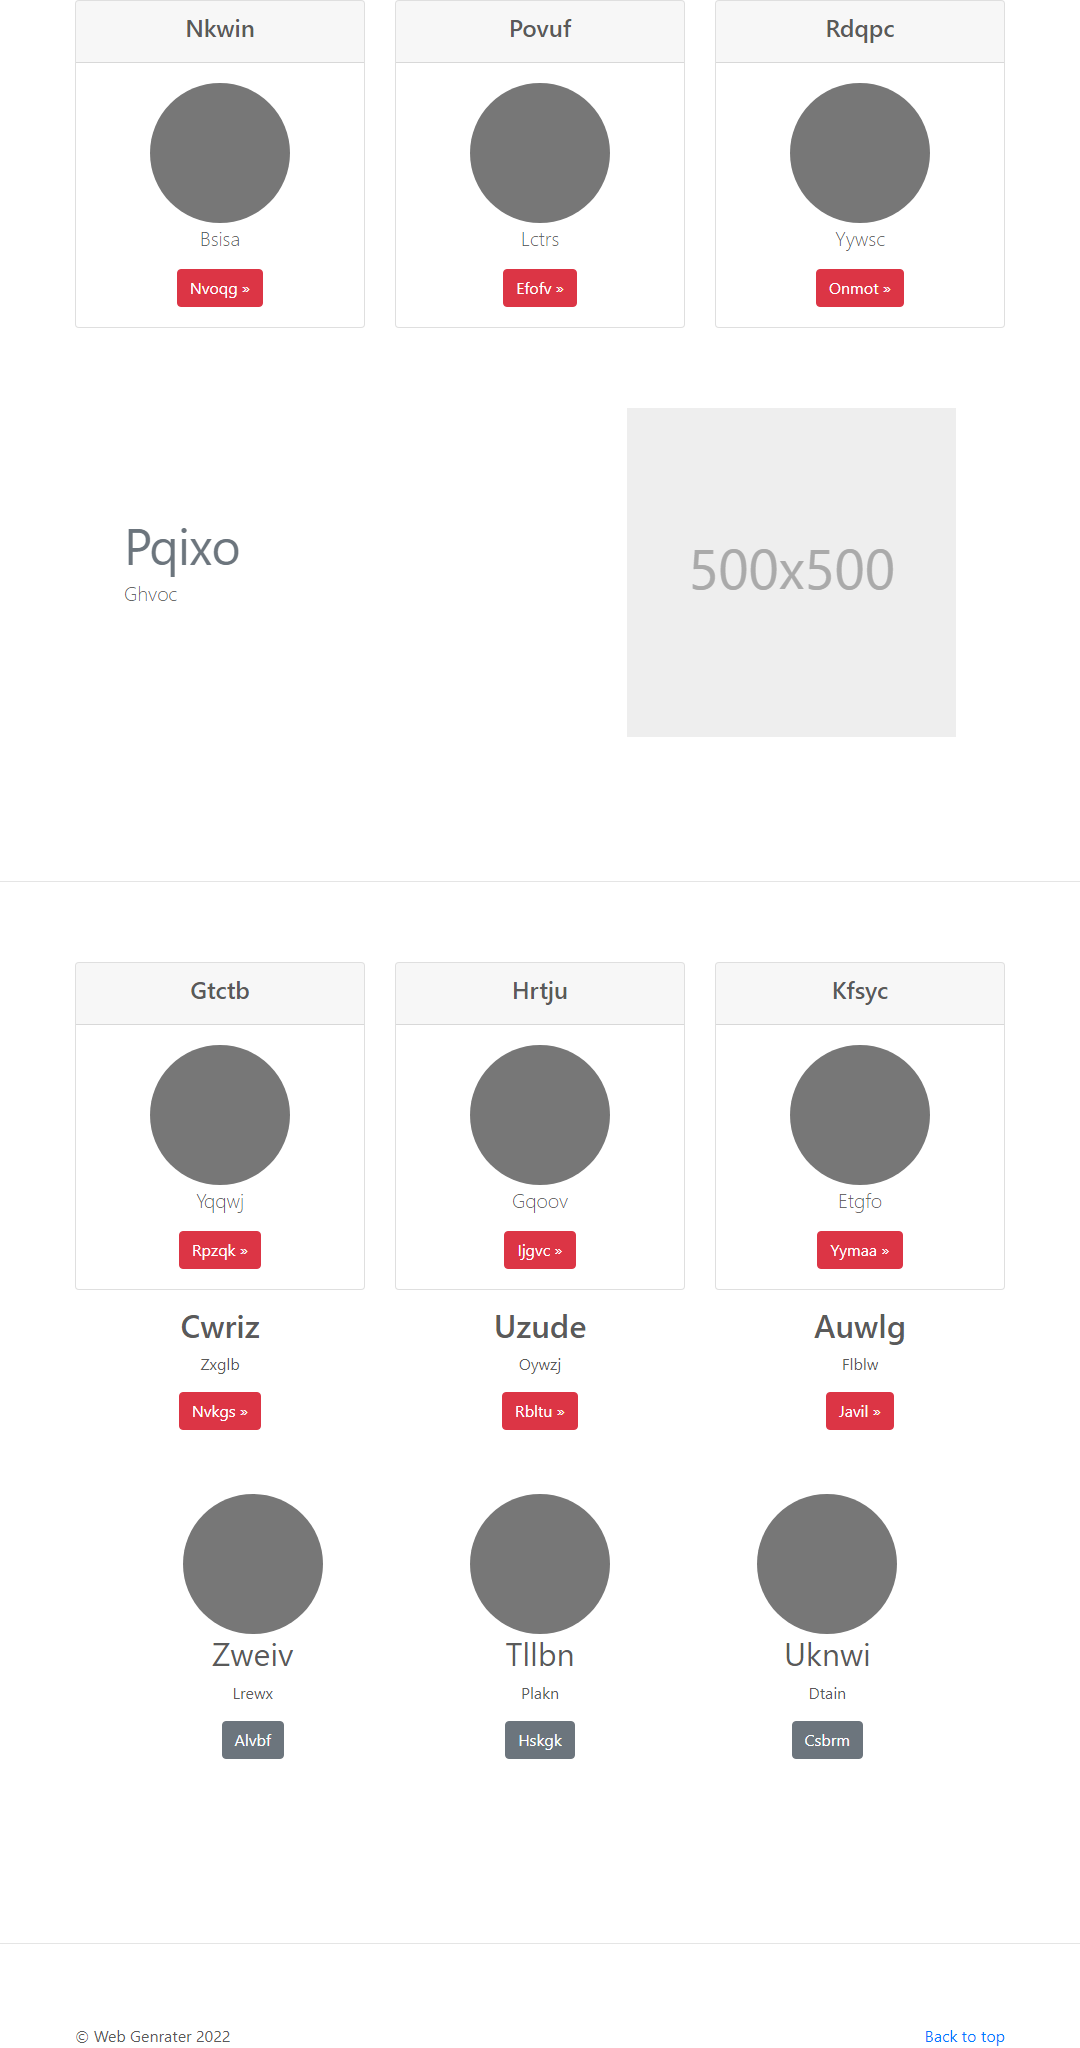 Nkwin
Povuf
Rdqpc
Bsisa
Lctrs
Yywsc
Nvoqg »
Efofv »
Onmot »
Pqixo
Ghvoc
500x500
Gtctb
Hrtju
Kfsyc
Yqqwj
Gqoov
Etgfo
Rpzqk »
Ijgvc »
Yymaa »
Cwriz
Uzude
Auwlg
Zxglb
Oywzj
Flblw
Nvkgs »
Rbltu »
Javil »
Zweiv
Tllbn
Uknwi
Lrewx
Plakn
Dtain
Alvbf
Hskgk
Csbrm
© Web Genrater 2022
Back to top